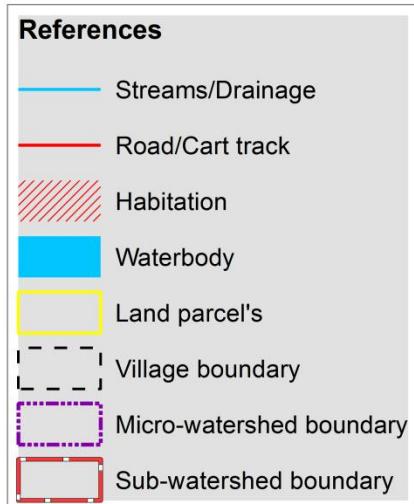 References
Streams/Drainage
Road/Cart track
Habitation
Waterbody
Land parcel's
Village boundary
Micro-watershed boundary
Sub-watershed boundary